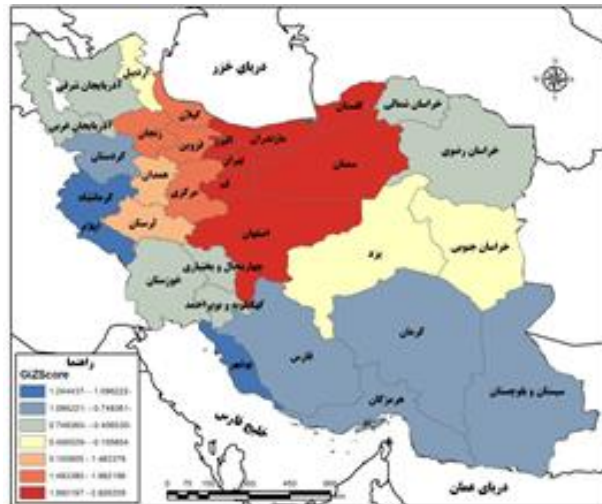 دریای خزر
اردبیل
آذربایجان شرقی
آذربایجان غربی
گیلان
زنجان
قزوین
البرز
مازندران
گلستان
خراسان شمالی
خراسان رضوی
کردستان
همدان
تهران
سمنان
قم
مرکزی
کرمانشاه
ایلام
لرستان
اصفهان
یزد
خراسان جنوبی
چهارمحال و بختیاری
خوزستان
کهگیلویه و بویراحمد
فارس
کرمان
بوشهر
هرمزگان
سیستان و بلوچستان
خلیج فارس
دریای عمان
راهنما
GiZScore